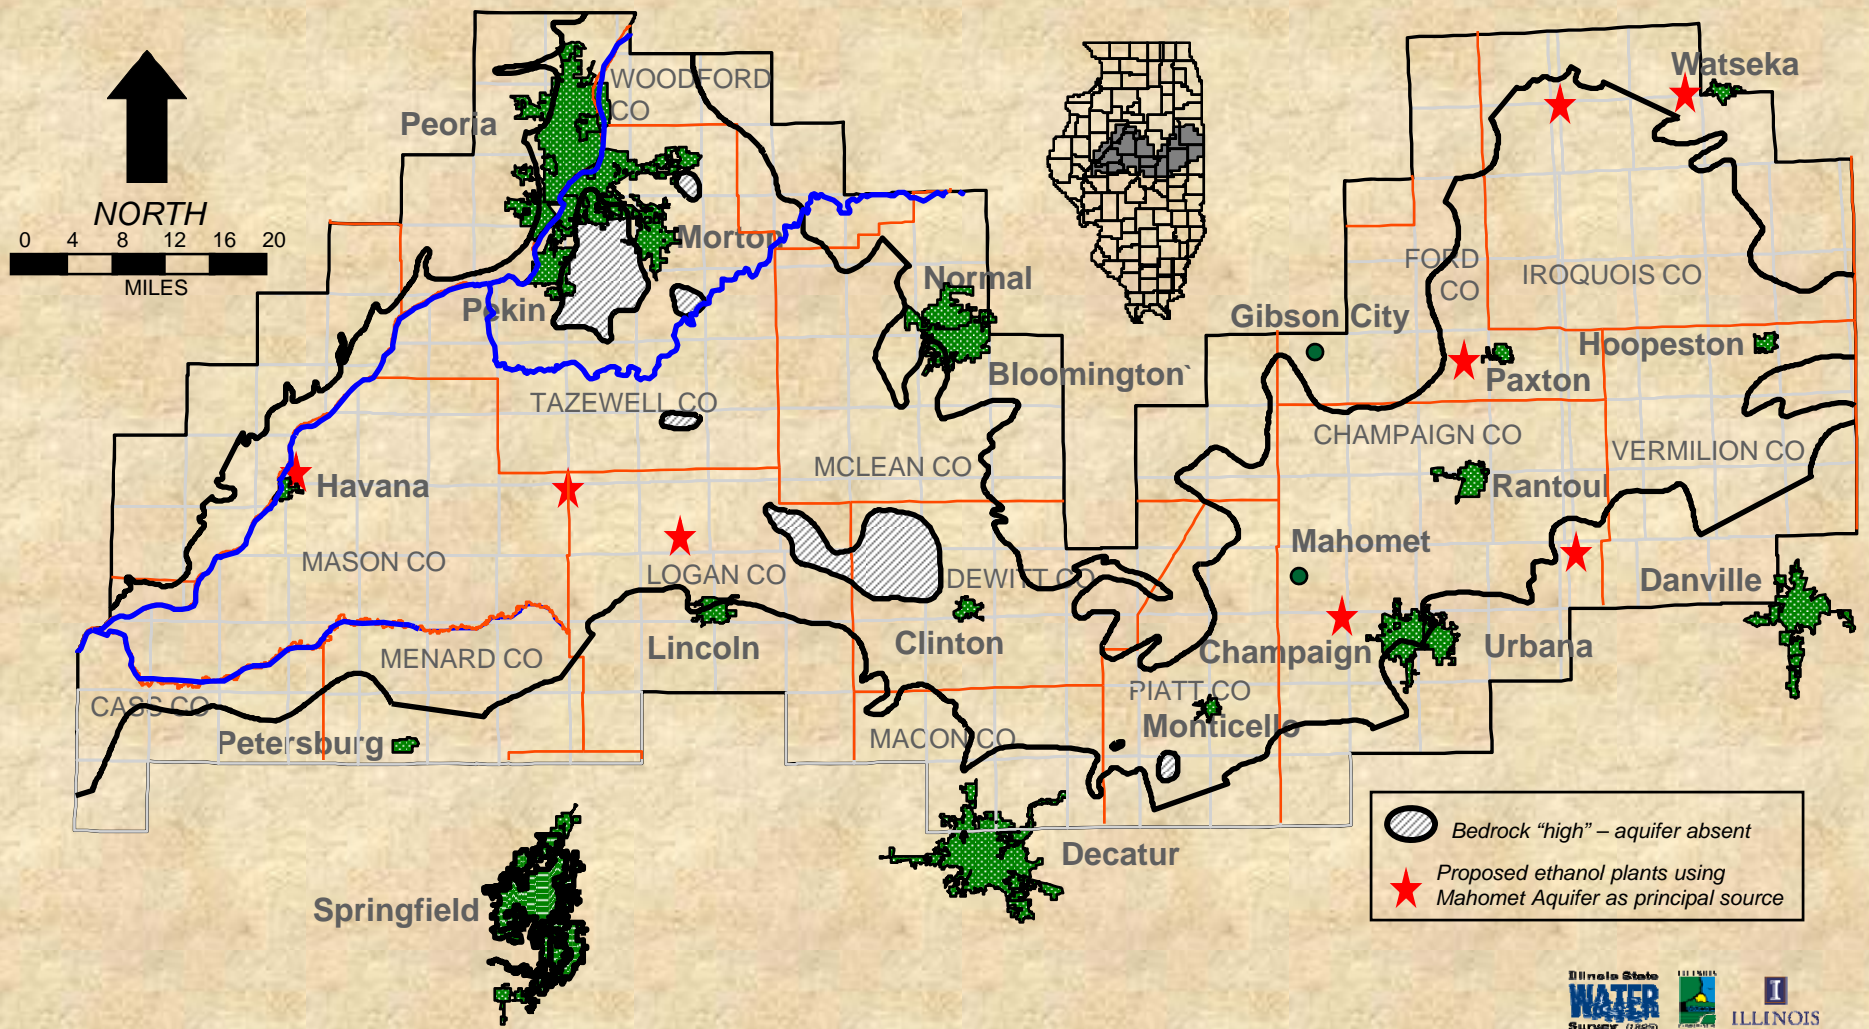 WOODFORD
CO
Watseka
Peoria
NORTH
0 4 8 12 16 20
MILES
Morton
Normal
FORD
CO
IROQUOIS CO
Pekin
Gibson City
Hoopeston
Bloomington`
Paxton
TAZEWELL CO
CHAMPAIGN CO
VERMILION CO
MCLEAN CO
Havana
Rantoul
Mahomet
MASON CO
LOGAN CO
DEWITT CO
Danville
Lincoln
Clinton
Champaign
Urbana
MENARD CO
PIATT CO
CASS CO
Monticello
Petersburg
MACON CO
Decatur
Springfield
Bedrock “high” – aquifer absent
Proposed ethanol plants using
Mahomet Aquifer as principal source
Illinois State
WATER
Survey (1895)
I
ILLINOIS